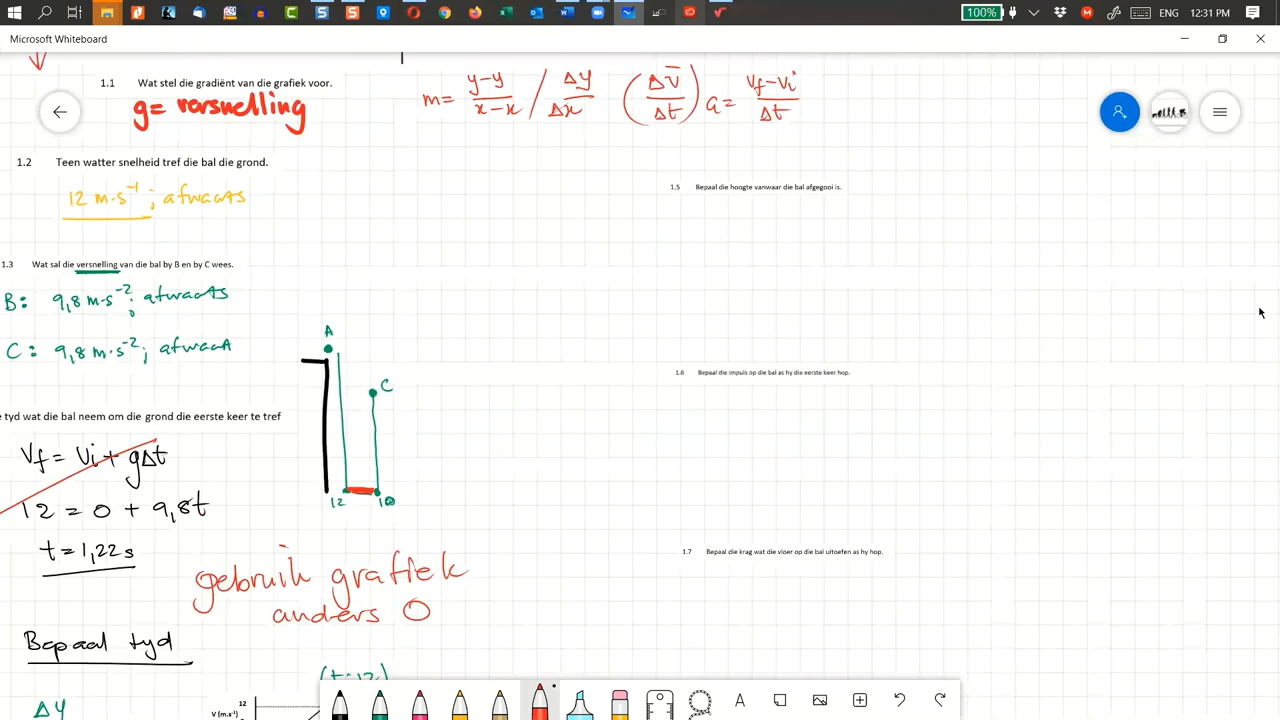 100%
ENG
12:31 PM
Microsoft Whiteboard
1.1 Wat stel die gradiënt van die grafiek voor.
g = versnelling
m = y-y / x-x / Δy / Δx (Δv / Δt) a = vf-vi / Δt
1.2 Teen watter snelheid tref die bal die grond.
12 m·s⁻¹; afwaarts
1.3 Wat sal die versnelling van die bal by B en by C wees.
B: 9,8 m·s⁻²; afwaarts
C: 9,8 m·s⁻²; afwaart
A
C
12
10
e tyd wat die bal neem om die grond die eerste keer te tref
Vf = Vi + gΔt
12 = 0 + 9,8t
t = 1,22s
gebruik grafiek
anders 0
Bepaal tyd
(t=12)
Δy
12
V (m.s⁻¹)
1.5 Bepaal die hoogte vanwaar die bal afgegooi is.
1.6 Bepaal die impuls op die bal as hy die eerste keer hop.
1.7 Bepaal die krag wat die vloer op die bal uitoefen as hy hop.